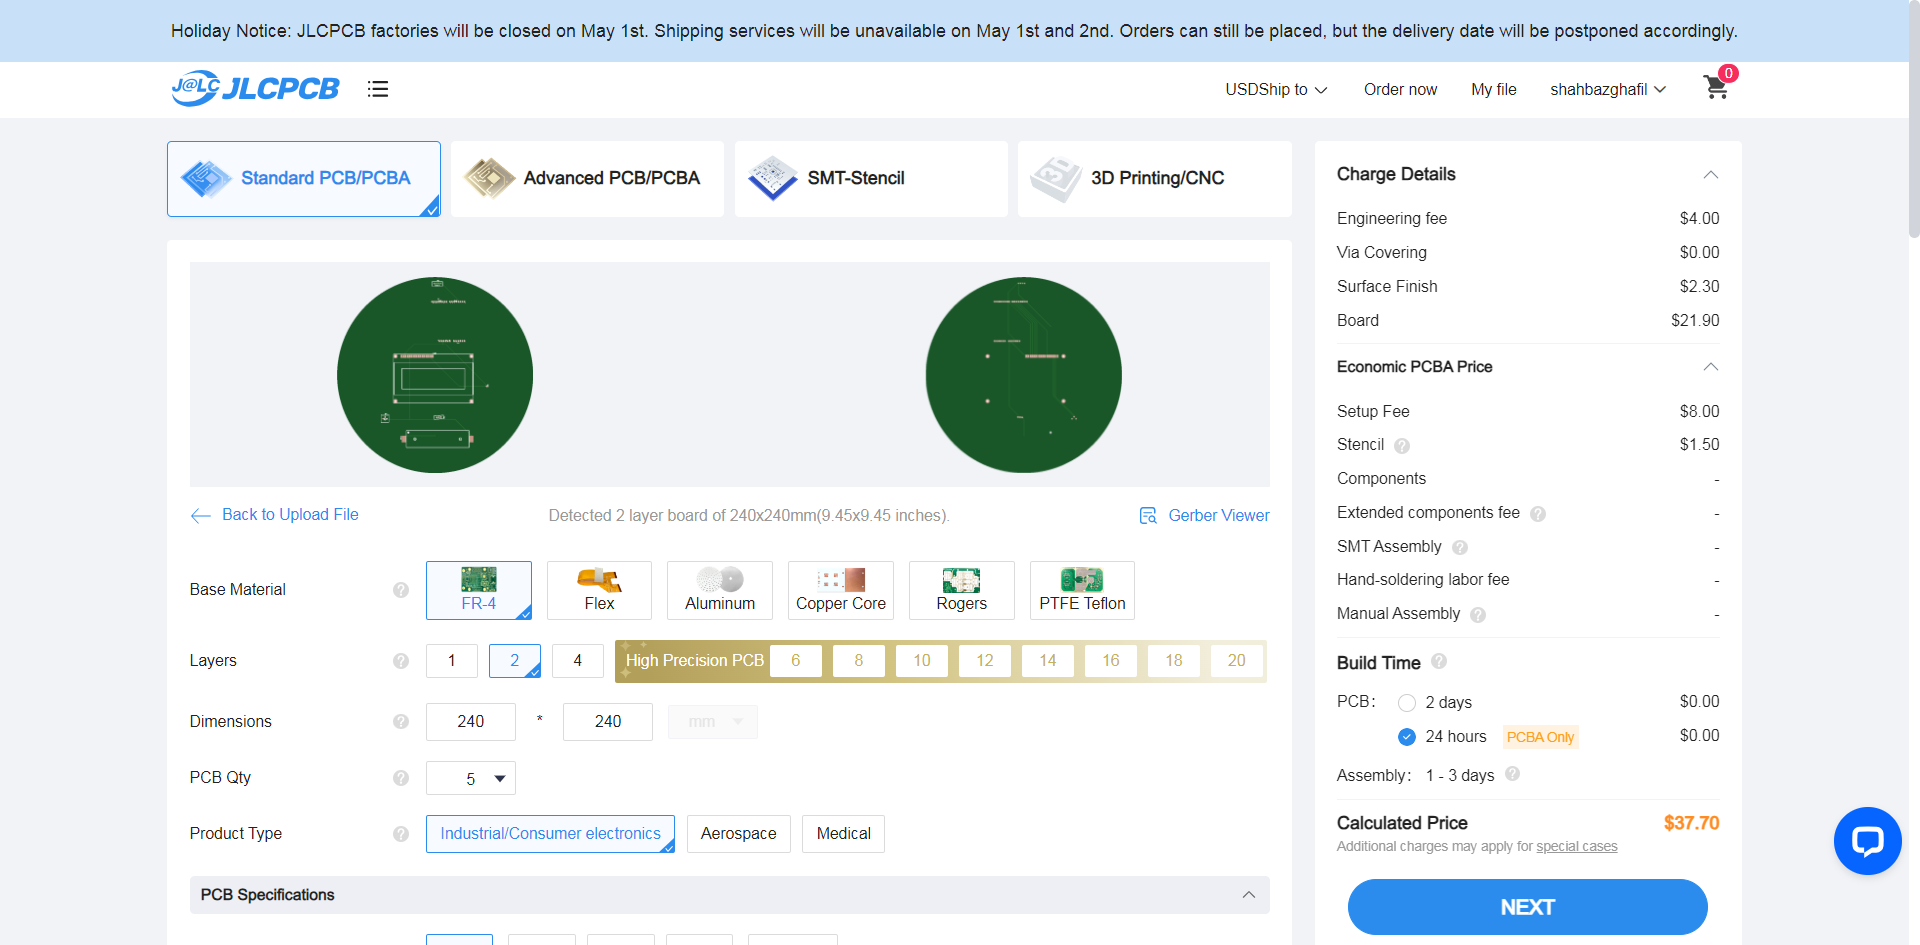 Holiday Notice: JLCPCB factories will be closed on May 1st. Shipping services will be unavailable on May 1st and 2nd. Orders can still be placed, but the delivery date will be postponed accordingly.
J@LC JLCPCB
USDShip to
Order now
My file
shahbazghafil
0
Standard PCB/PCBA
Advanced PCB/PCBA
SMT-Stencil
3D Printing/CNC
Back to Upload File
Detected 2 layer board of 240x240mm(9.45x9.45 inches).
Gerber Viewer
Base Material
FR-4
Flex
Aluminum
Copper Core
Rogers
PTFE Teflon
Layers
1
2
4
High Precision PCB
6
8
10
12
14
16
18
20
Dimensions
240
*
240
mm
PCB Qty
5
Product Type
Industrial/Consumer electronics
Aerospace
Medical
PCB Specifications
Charge Details
Engineering fee $4.00
Via Covering $0.00
Surface Finish $2.30
Board $21.90
Economic PCBA Price
Setup Fee $8.00
Stencil $1.50
Components -
Extended components fee -
SMT Assembly -
Hand-soldering labor fee -
Manual Assembly -
Build Time
PCB: 2 days $0.00
24 hours PCBA Only $0.00
Assembly: 1 - 3 days
Calculated Price $37.70
Additional charges may apply for special cases
NEXT